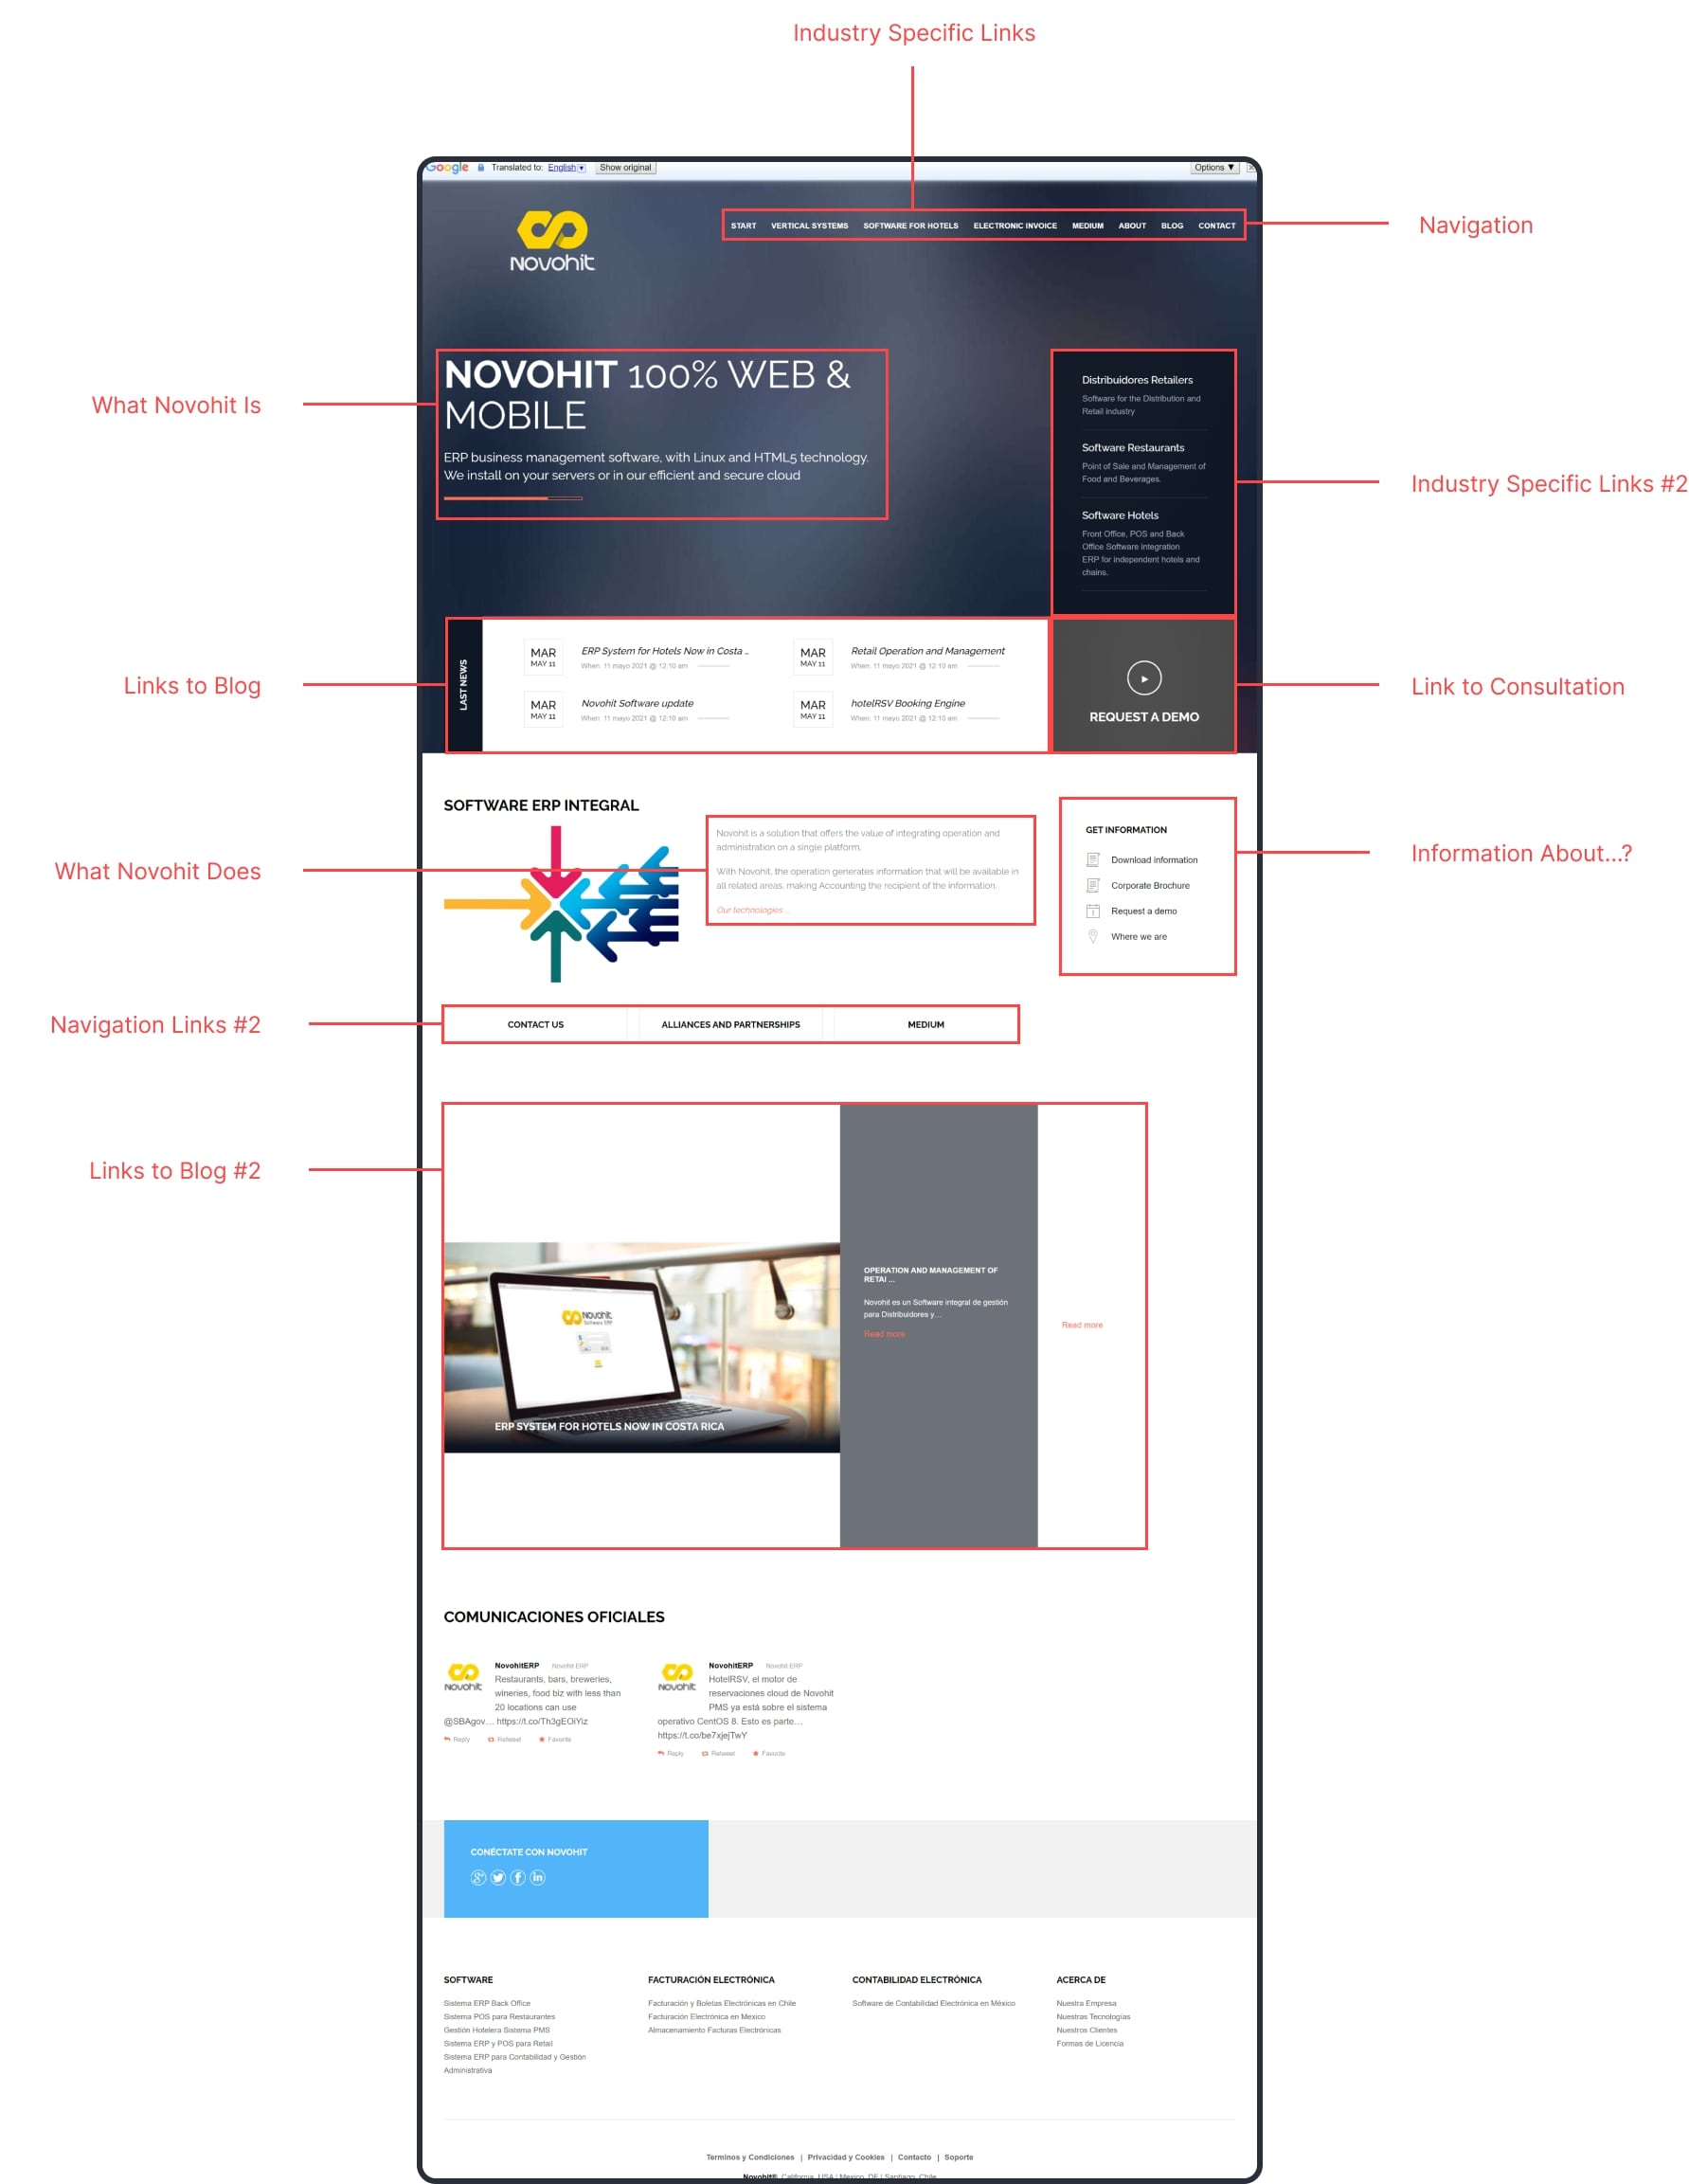 Industry Specific Links
Google Translated to: English Show original Options ▼
NOVOhit
START VERTICAL SYSTEMS SOFTWARE FOR HOTELS ELECTRONIC INVOICE MEDIUM ABOUT BLOG CONTACT
Navigation
What Novohit Is
NOVOHIT 100% WEB &
MOBILE
ERP business management software, with Linux and HTML5 technology.
We install on your servers or in our efficient and secure cloud
Distribuidores Retailers
Software for the Distribution and
Retail industry
Software Restaurants
Point of Sale and Management of
Food and Beverages.
Software Hotels
Front Office, POS and Back
Office Software Integration
ERP for independent hotels and
chains.
Industry Specific Links #2
Links to Blog
LAST NEWS
MAR
MAY 11
ERP System for Hotels Now in Costa ..
When: 11 mayo 2021 @ 12:10 am
MAR
MAY 11
Retail Operation and Management
When: 11 mayo 2021 @ 12:10 am
MAR
MAY 11
Novohit Software update
When: 11 mayo 2021 @ 12:10 am
MAR
MAY 11
hotelRSV Booking Engine
When: 11 mayo 2021 @ 12:10 am
REQUEST A DEMO
Link to Consultation
SOFTWARE ERP INTEGRAL
What Novohit Does
Novohit is a solution that offers the value of integrating operation and
administration on a single platform.
With Novohit, the operation generates information that will be available in
all related areas, making Accounting the recipient of the information.
Our technologies ..
GET INFORMATION
Download information
Corporate Brochure
Request a demo
Where we are
Information About...?
Navigation Links #2
CONTACT US
ALLIANCES AND PARTNERSHIPS
MEDIUM
Links to Blog #2
NOVOhit
Software ERP
ERP SYSTEM FOR HOTELS NOW IN COSTA RICA
OPERATION AND MANAGEMENT OF
RETAI ...
Novohit es un Software integral de gestión
para Distribuidores y...
Read more
Read more
COMUNICACIONES OFICIALES
NOVOhit
NovohitERP Novohit ERP
Restaurants, bars, breweries,
wineries, food biz with less than
20 locations can use
@SBAgov... https://t.co/Th3gEOiYiz
Reply Retweet Favorite
NOVOhit
NovohitERP Novohit ERP
HotelRSV, el motor de
reservaciones cloud de Novohit
PMS ya está sobre el sistema
operativo CentOS 8. Esto es parte...
https://t.co/be7xjejTwY
Reply Retweet Favorite
CONÉCTATE CON NOVOHIT
SOFTWARE
Sistema ERP Back Office
Sistema POS para Restaurantes
Gestión Hotelera Sistema PMS
Sistema ERP y POS para Retail
Sistema ERP para Contabilidad y Gestión
Administrativa
FACTURACIÓN ELECTRÓNICA
Facturación y Boletas Electrónicas en Chile
Facturación Electrónica en Mexico
Almacenamiento Facturas Electrónicas
CONTABILIDAD ELECTRÓNICA
Software de Contabilidad Electrónica en México
ACERCA DE
Nuestra Empresa
Nuestras Tecnologías
Nuestros Clientes
Formas de Licencia
Terminos y Condiciones | Privacidad y Cookies | Contacto | Soporte
Novohit®, California, USA | Mexico, DF | Santiago, Chile